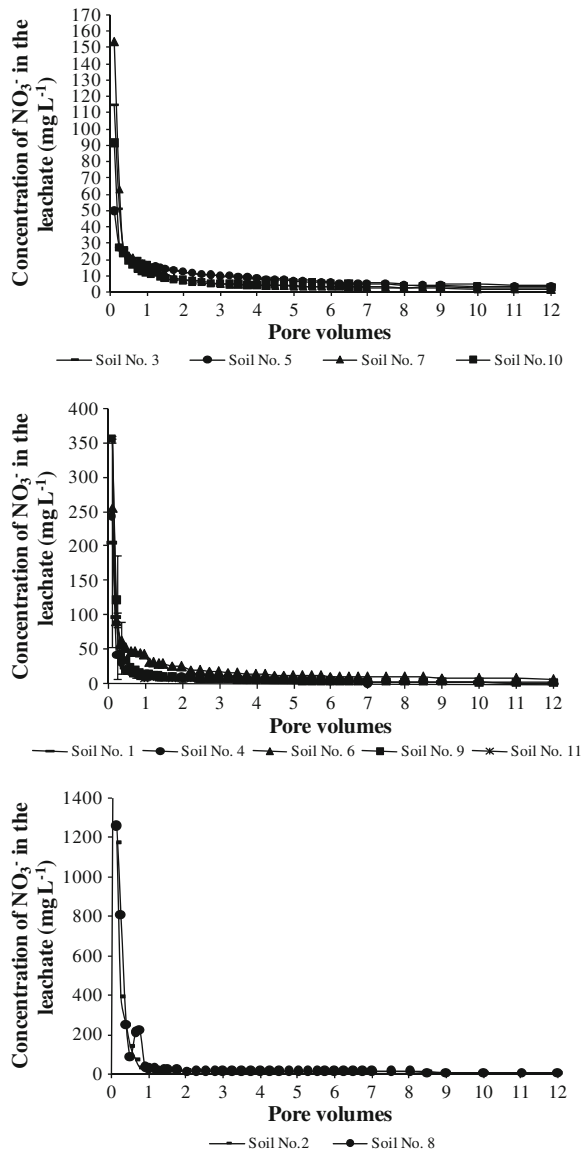 Concentration of NO3- in the
leachate (mg L-1)
170
160
150
140
130
120
110
100
90
80
70
60
50
40
30
20
10
0
0 1 2 3 4 5 6 7 8 9 10 11 12
Pore volumes
Soil No. 3 Soil No. 5 Soil No. 7 Soil No.10
Concentration of NO3- in the
leachate (mg L-1)
400
350
300
250
200
150
100
50
0
0 1 2 3 4 5 6 7 8 9 10 11 12
Pore volumes
Soil No. 1 Soil No. 4 Soil No. 6 Soil No. 9 Soil No. 11
Concentration of NO3- in the
leachate (mg L-1)
1400
1200
1000
800
600
400
200
0
0 1 2 3 4 5 6 7 8 9 10 11 12
Pore volumes
Soil No.2 Soil No. 8